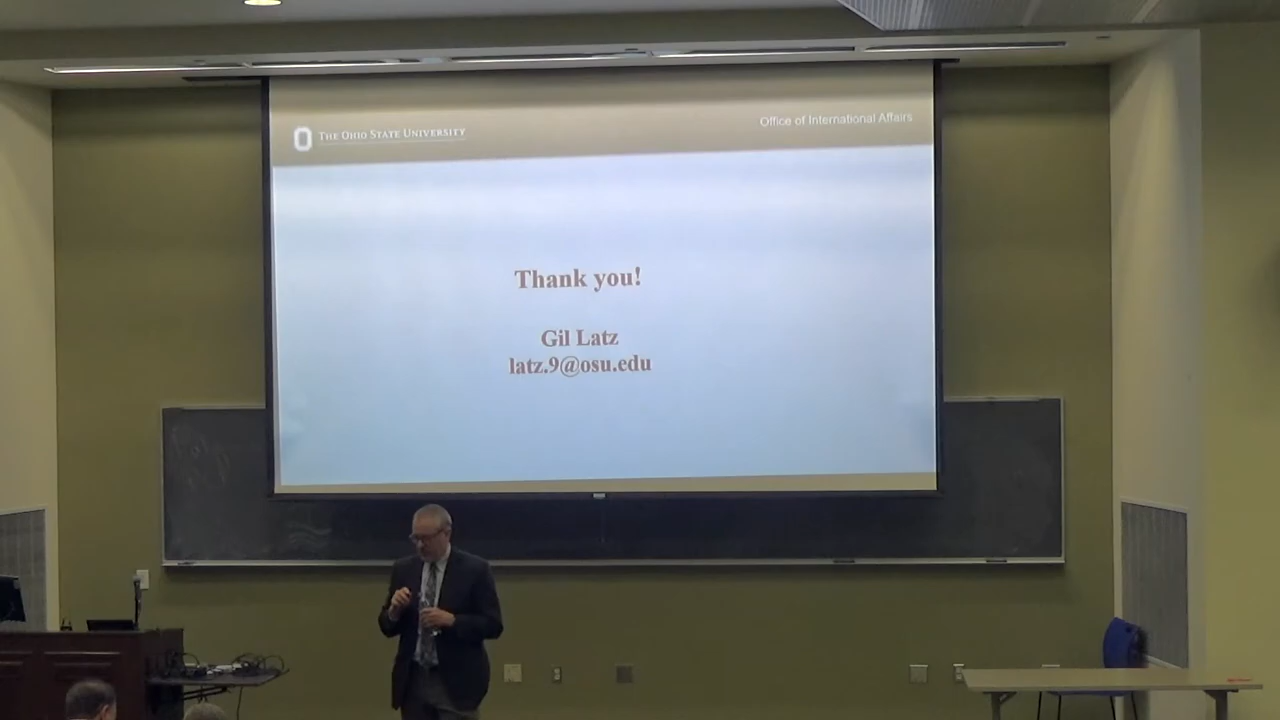 The Ohio State University
Office of International Affairs
Thank you!
Gil Latz
latz.9@osu.edu